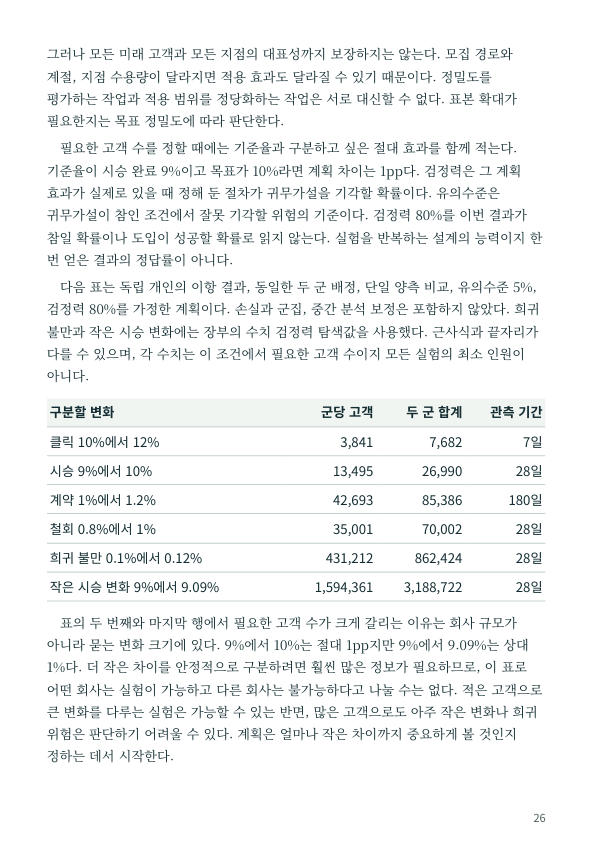 그러나 모든 미래 고객과 모든 지점의 대표성까지 보장하지는 않는다. 모집 경로와
계절, 지점 수용량이 달라지면 적용 효과도 달라질 수 있기 때문이다. 정밀도를
평가하는 작업과 적용 범위를 정당화하는 작업은 서로 대신할 수 없다. 표본 확대가
필요한지는 목표 정밀도에 따라 판단한다.
필요한 고객 수를 정할 때에는 기준율과 구분하고 싶은 절대 효과를 함께 적는다.
기준율이 시승 완료 9%이고 목표가 10%라면 계획 차이는 1pp다. 검정력은 그 계획
효과가 실제로 있을 때 정해 둔 절차가 귀무가설을 기각할 확률이다. 유의수준은
귀무가설이 참인 조건에서 잘못 기각할 위험의 기준이다. 검정력 80%를 이번 결과가
참일 확률이나 도입이 성공할 확률로 읽지 않는다. 실험을 반복하는 설계의 능력이지 한
번 얻은 결과의 정답률이 아니다.
다음 표는 독립 개인의 이항 결과, 동일한 두 군 배정, 단일 양측 비교, 유의수준 5%,
검정력 80%를 가정한 계획이다. 손실과 군집, 중간 분석 보정은 포함하지 않았다. 희귀
불만과 작은 시승 변화에는 장부의 수치 검정력 탐색값을 사용했다. 근사식과 끝자리가
다를 수 있으며, 각 수치는 이 조건에서 필요한 고객 수이지 모든 실험의 최소 인원이
아니다.
구분할 변화 군당 고객 두 군 합계 관측 기간
클릭 10%에서 12% 3,841 7,682 7일
시승 9%에서 10% 13,495 26,990 28일
계약 1%에서 1.2% 42,693 85,386 180일
철회 0.8%에서 1% 35,001 70,002 28일
희귀 불만 0.1%에서 0.12% 431,212 862,424 28일
작은 시승 변화 9%에서 9.09% 1,594,361 3,188,722 28일
표의 두 번째와 마지막 행에서 필요한 고객 수가 크게 갈리는 이유는 회사 규모가
아니라 묻는 변화 크기에 있다. 9%에서 10%는 절대 1pp지만 9%에서 9.09%는 상대
1%다. 더 작은 차이를 안정적으로 구분하려면 훨씬 많은 정보가 필요하므로, 이 표로
어떤 회사는 실험이 가능하고 다른 회사는 불가능하다고 나눌 수는 없다. 적은 고객으로
큰 변화를 다루는 실험은 가능할 수 있는 반면, 많은 고객으로도 아주 작은 변화나 희귀
위험은 판단하기 어려울 수 있다. 계획은 얼마나 작은 차이까지 중요하게 볼 것인지
정하는 데서 시작한다.
26